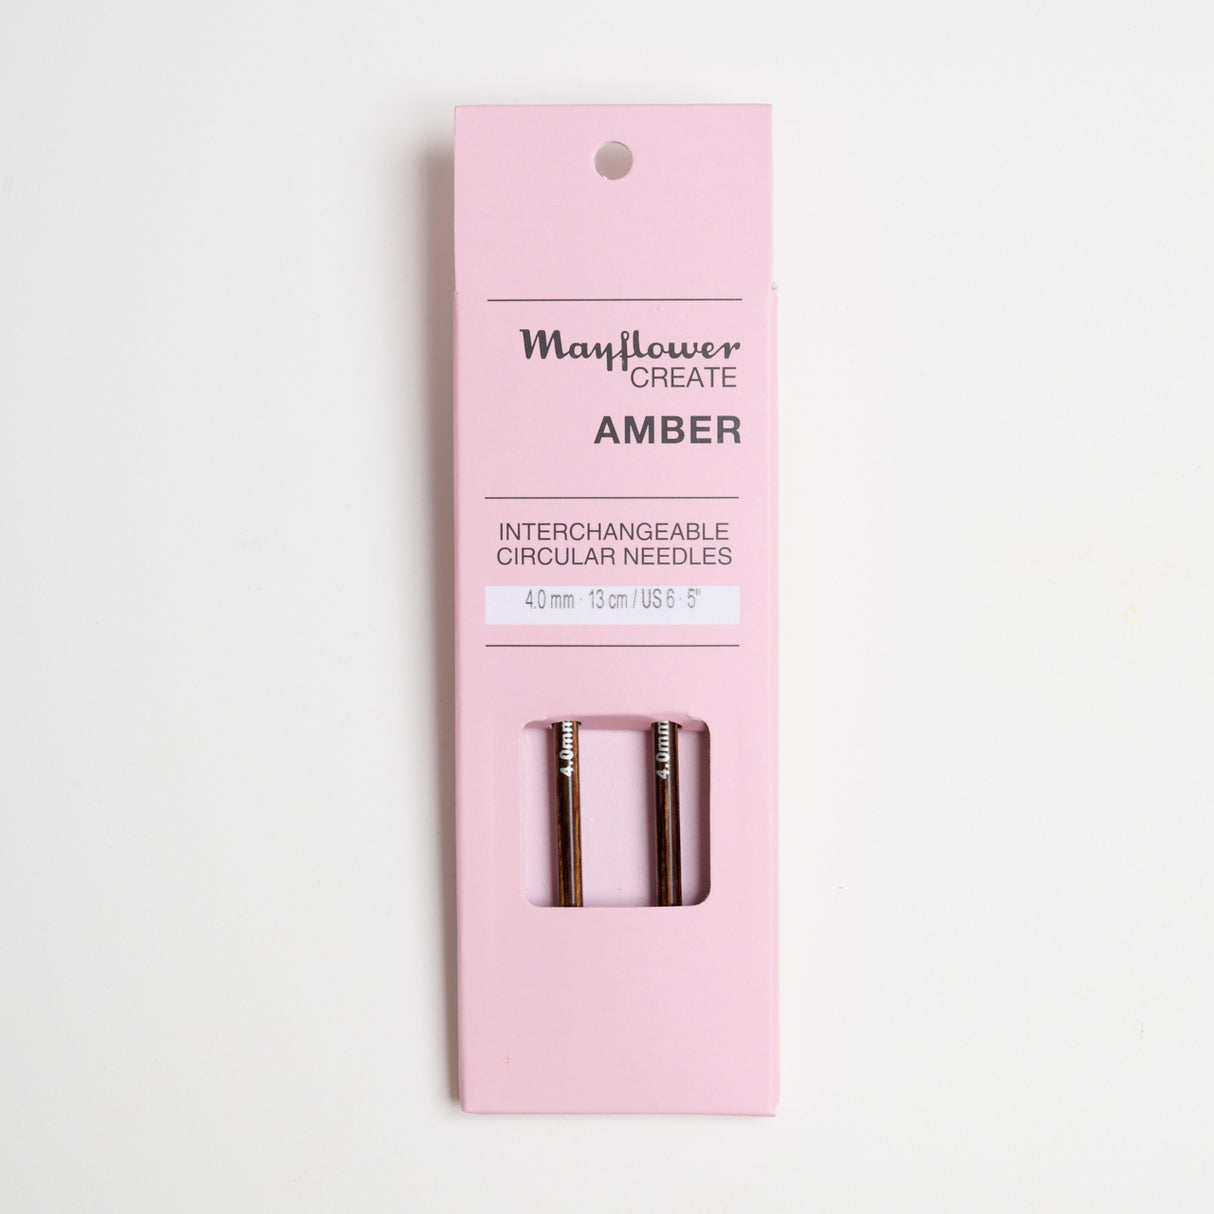 Mayflower
CREATE
AMBER
INTERCHANGEABLE
CIRCULAR NEEDLES
4.0 mm · 13 cm / US 6 · 5"
4.0mm
4.0mm